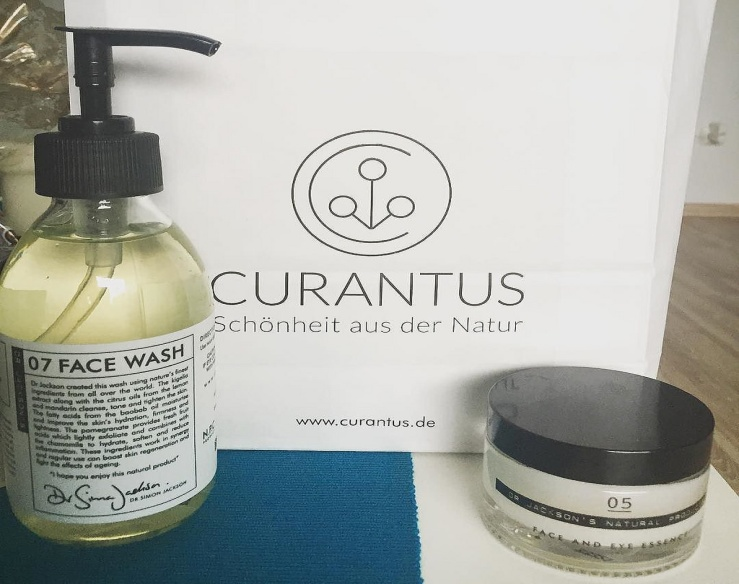 07 FACE WASH
Dr Jackson created this wash using nature's finest
ingredients from all over the world. The kigelia
extract along with the citrus oils from the lemon
and mandarin cleanse, tone and tighten the skin.
The fatty acids from the baobab oil moisturise
and improve the skin's hydration, firmness and
lightness. The pomegranate provides fresh fruit
acids which lightly exfoliate and combines with
the chamomile to hydrate, soften and reduce
inflammation. These ingredients work in synergy
and regular use can boost skin regeneration and
fight the effects of ageing.
"I hope you enjoy this natural product"
Dr Simon Jackson
DR SIMON JACKSON
CURANTUS
Schönheit aus der Natur
www.curantus.de
05
DR JACKSON'S NATURAL
FACE AND EYE ESSENCE